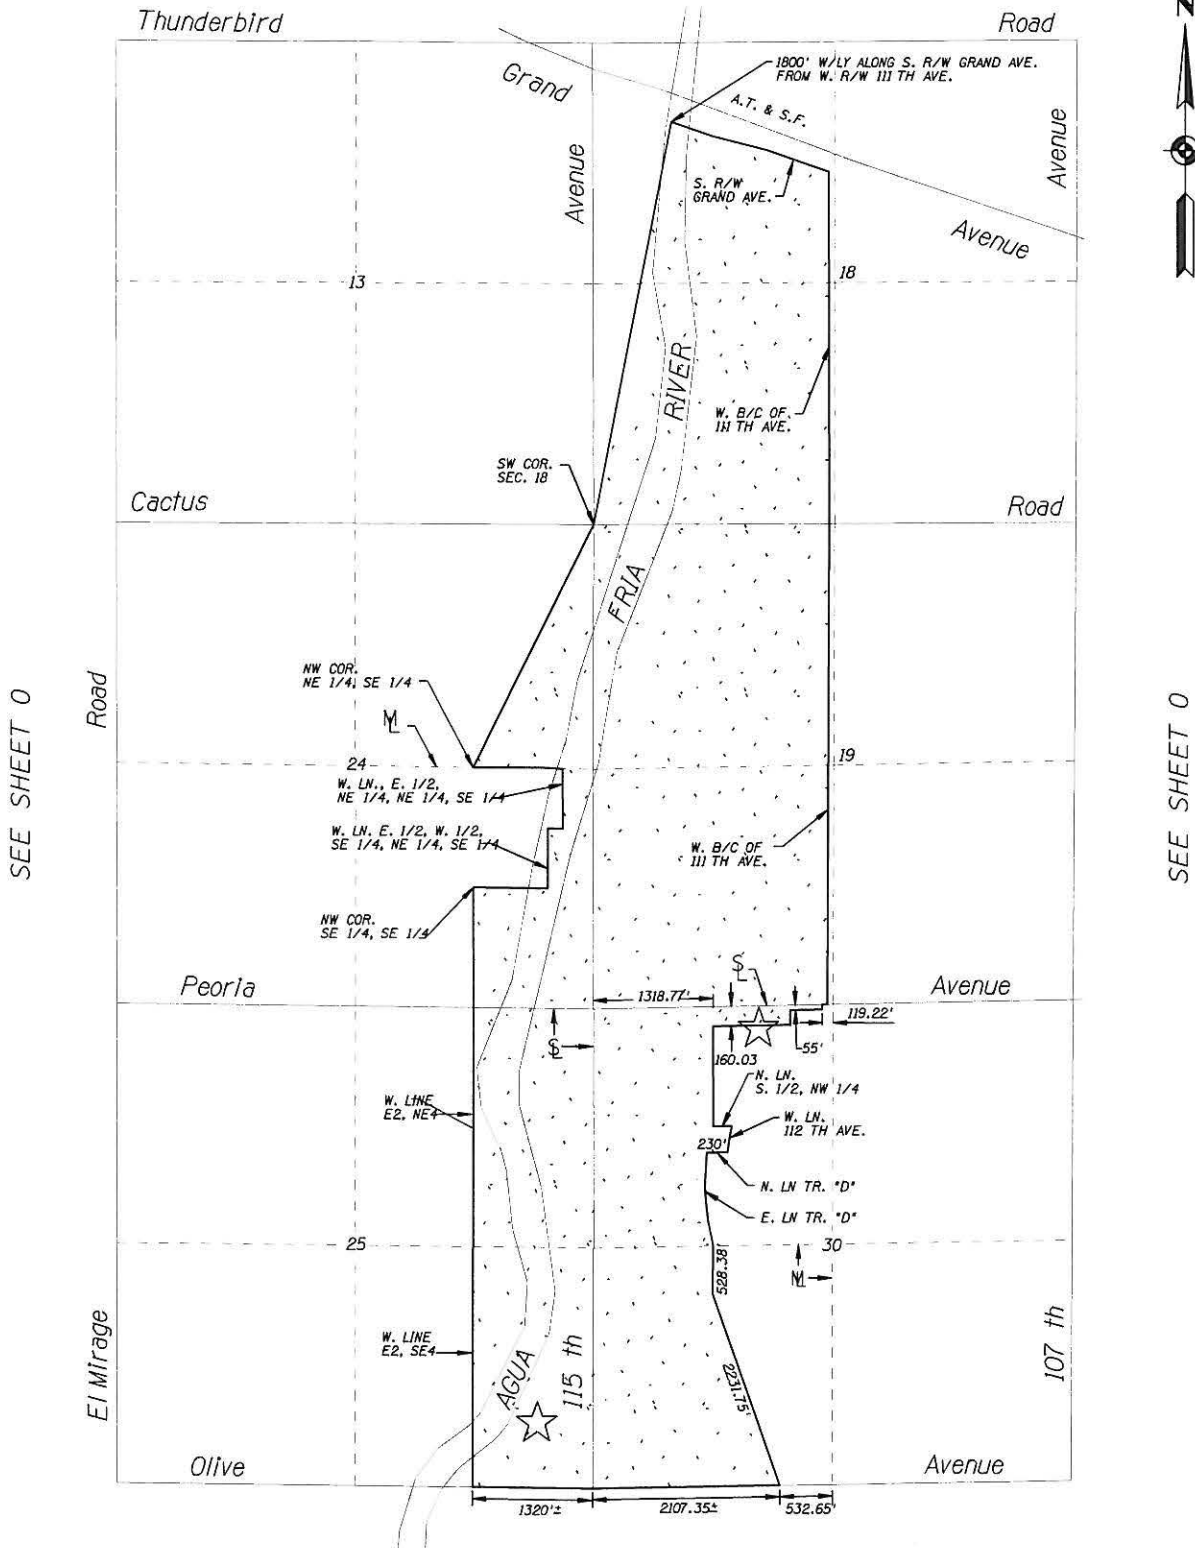 Thunderbird
Road
N
1800' W/LY ALONG S. R/W GRAND AVE.
FROM W. R/W 111 TH AVE.
Grand
A.T. & S.F.
Avenue
Avenue
S. R/W
GRAND AVE.
Avenue
13
18
RIVER
W. B/C OF
111 TH AVE.
SW COR.
SEC. 18
Cactus
Road
FRIA
NW COR.
NE 1/4, SE 1/4
SEE SHEET O
Road
SEE SHEET O
ML
24
19
W. LN., E. 1/2,
NE 1/4, NE 1/4, SE 1/4
W. LN. E. 1/2, W. 1/2,
SE 1/4, NE 1/4, SE 1/4
W. B/C OF
111 TH AVE.
NW COR.
SE 1/4, SE 1/4
Peoria
SL
Avenue
1318.77'
119.22'
SL
55'
160.03
N. LN.
S. 1/2, NW 1/4
W. LINE
E2, NE4
W. LN.
112 TH AVE.
230'
N. LN TR. "D"
E. LN TR. "D"
25
30
528.38'
ML
El Mirage
W. LINE
E2, SE4
115 th
107 th
AGUA
2231.75'
Olive
Avenue
1320'±
2107.35±
532.65'